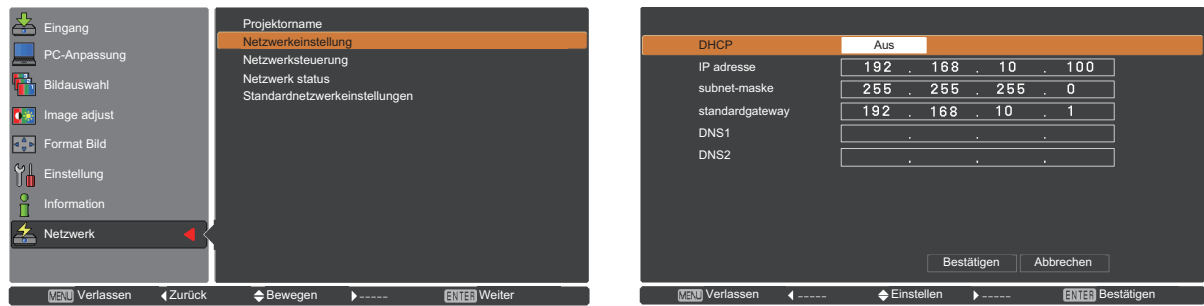 Eingang
PC-Anpassung
Bildauswahl
Image adjust
Format Bild
Einstellung
Information
Netzwerk
Projektorname
Netzwerkeinstellung
Netzwerksteuerung
Netzwerk status
Standardnetzwerkeinstellungen
MENU Verlassen Zurück Bewegen ----- ENTER Weiter
DHCP Aus
IP adresse 192 . 168 . 10 . 100
subnet-maske 255 . 255 . 255 . 0
standardgateway 192 . 168 . 10 . 1
DNS1 . . .
DNS2 . . .
Bestätigen Abbrechen
MENU Verlassen ----- Einstellen ----- ENTER Bestätigen